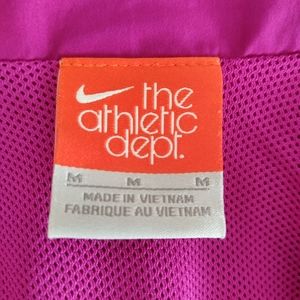 the
athletic
dept.
M M M
MADE IN VIETNAM
FABRIQUE AU VIETNAM